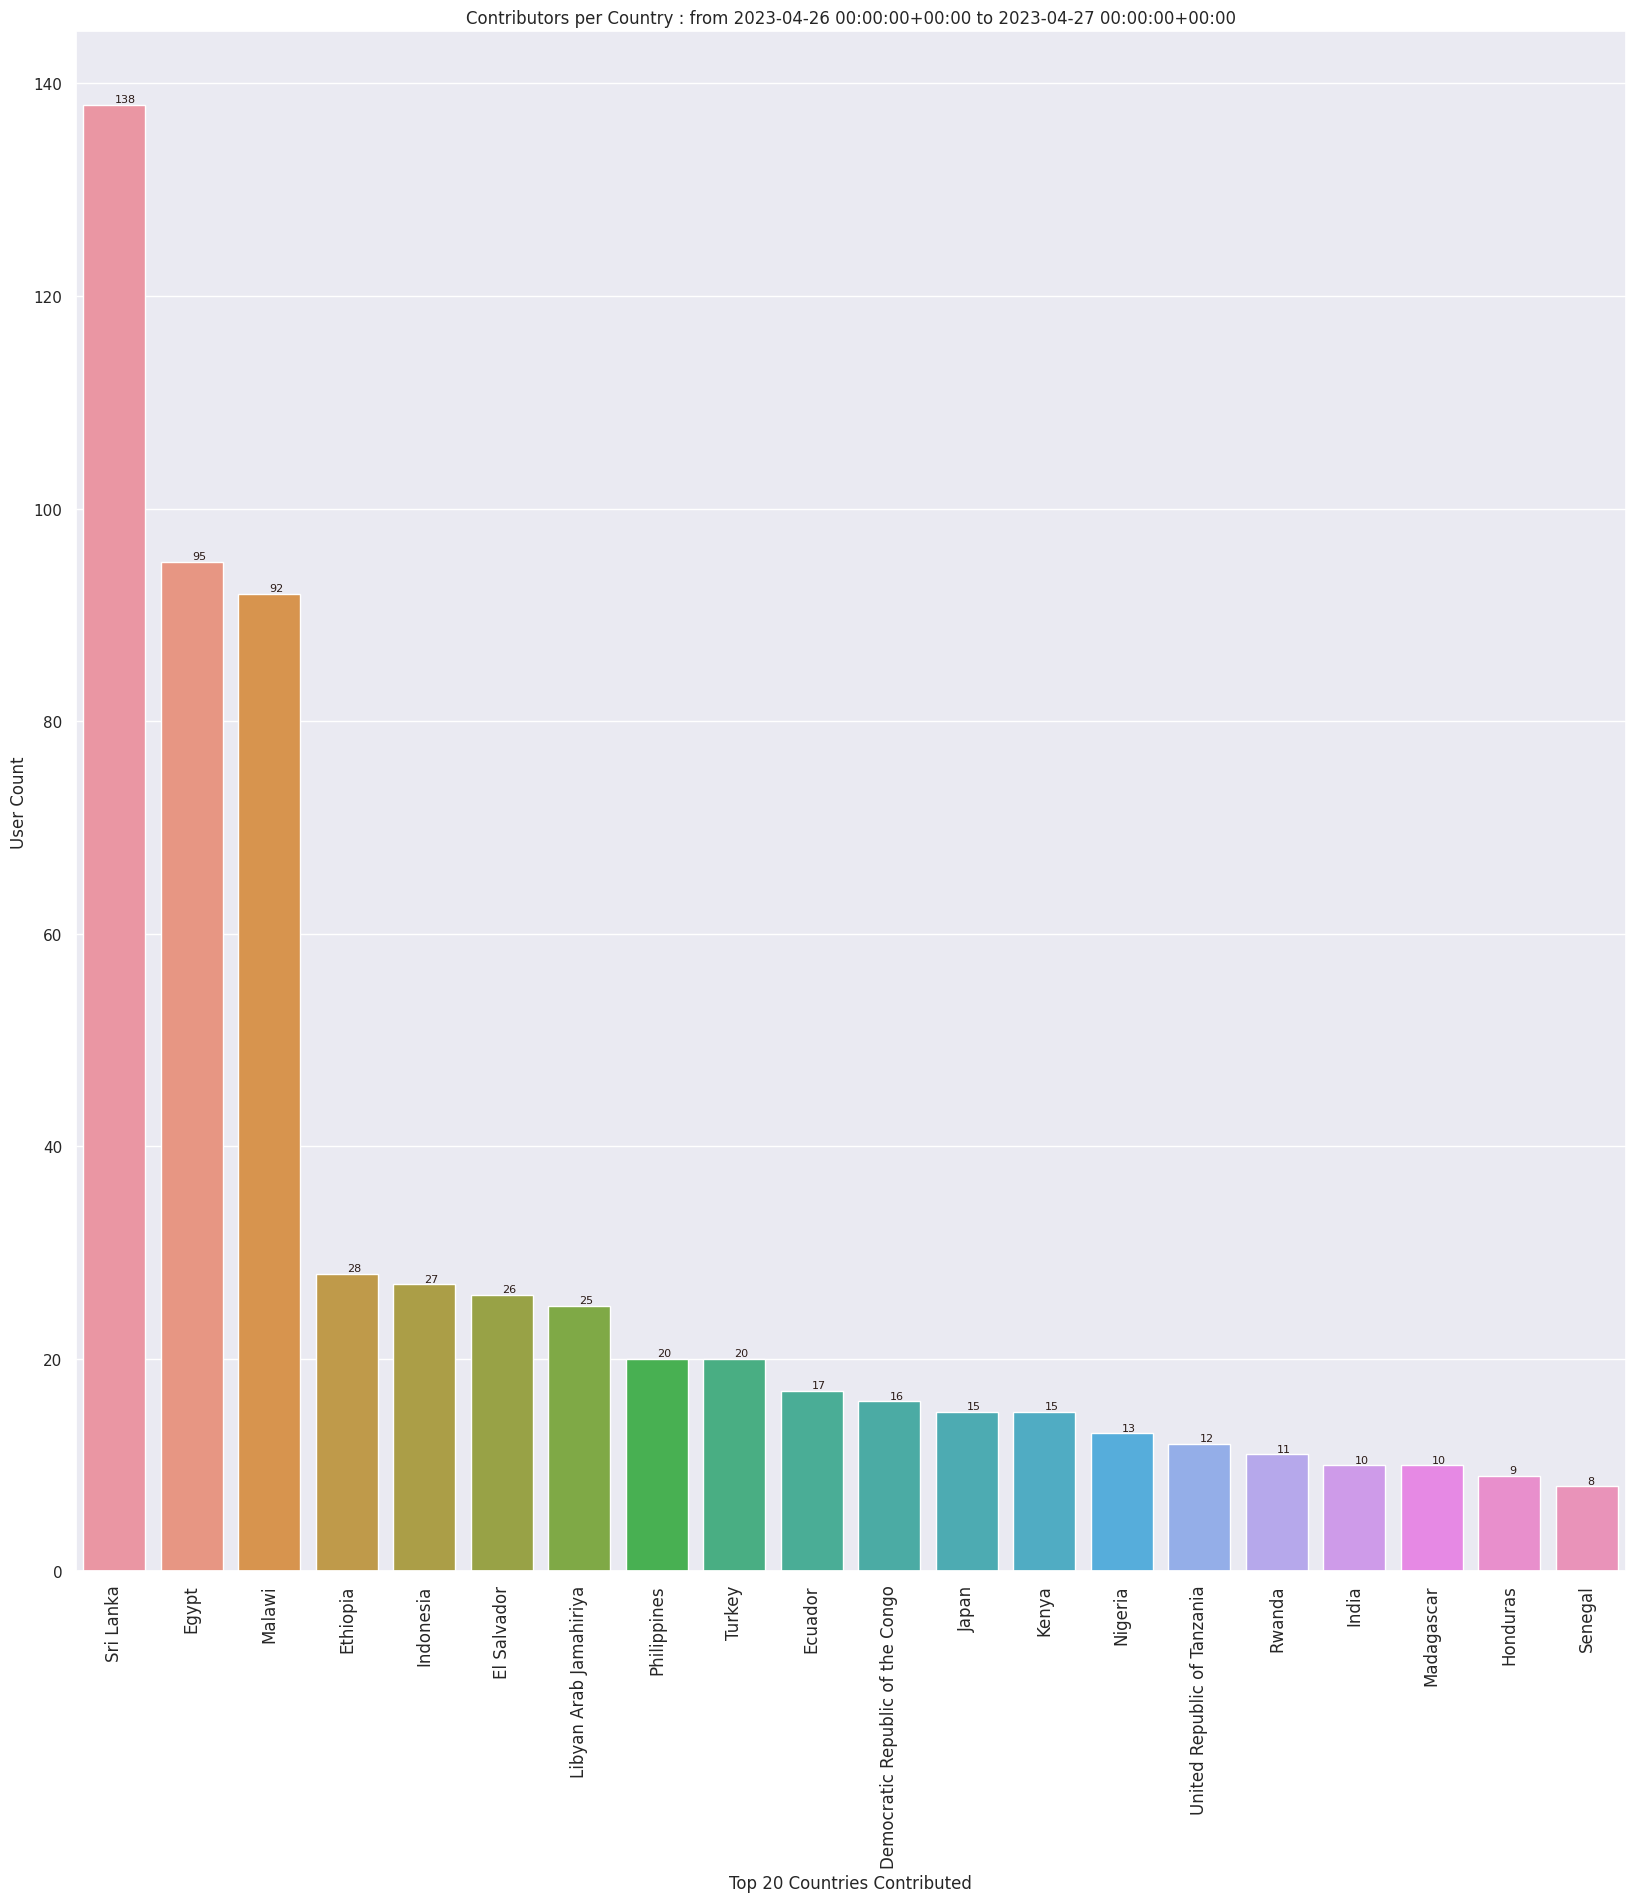 Contributors per Country : from 2023-04-26 00:00:00+00:00 to 2023-04-27 00:00:00+00:00
User Count
140
120
100
80
60
40
20
0
138
95
92
28
27
26
25
20
20
17
16
15
15
13
12
11
10
10
9
8
Sri Lanka
Egypt
Malawi
Ethiopia
Indonesia
El Salvador
Libyan Arab Jamahiriya
Philippines
Turkey
Ecuador
Democratic Republic of the Congo
Japan
Kenya
Nigeria
United Republic of Tanzania
Rwanda
India
Madagascar
Honduras
Senegal
Top 20 Countries Contributed